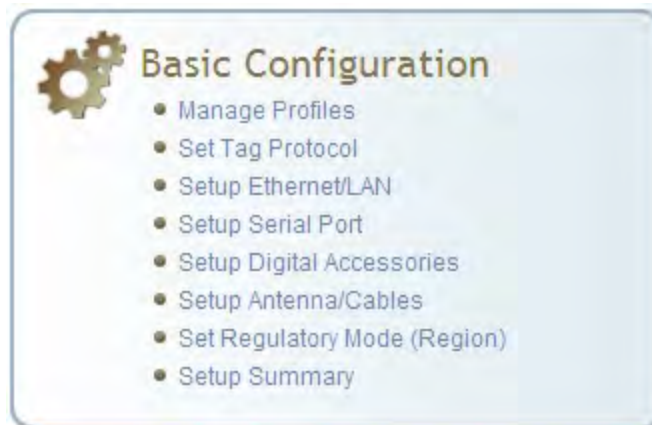 Basic Configuration
Manage Profiles
Set Tag Protocol
Setup Ethernet/LAN
Setup Serial Port
Setup Digital Accessories
Setup Antenna/Cables
Set Regulatory Mode (Region)
Setup Summary